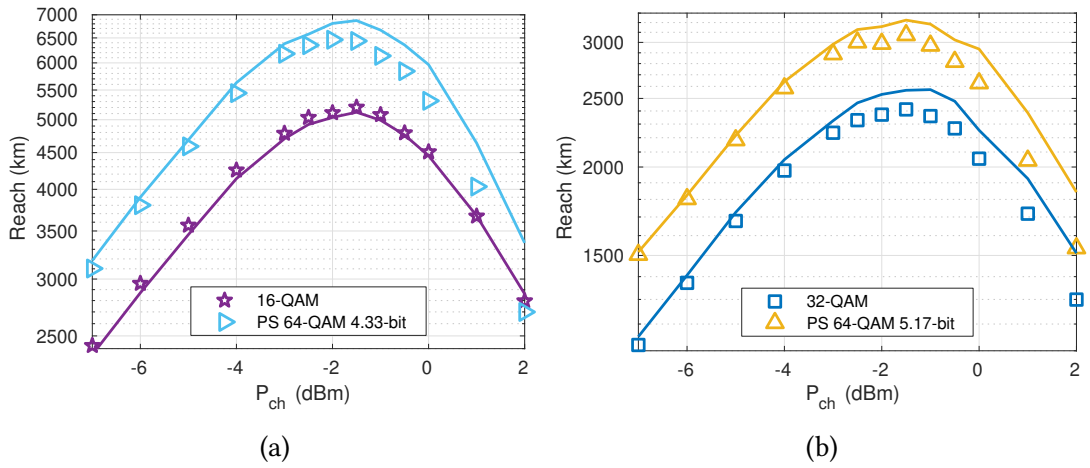 7000
6500
6000
5500
5000
4500
4000
3500
3000
2500
Reach (km)
-6
-4
-2
0
2
P_ch (dBm)
16-QAM
PS 64-QAM 4.33-bit
(a)
3000
2500
2000
1500
Reach (km)
-6
-4
-2
0
2
P_ch (dBm)
32-QAM
PS 64-QAM 5.17-bit
(b)